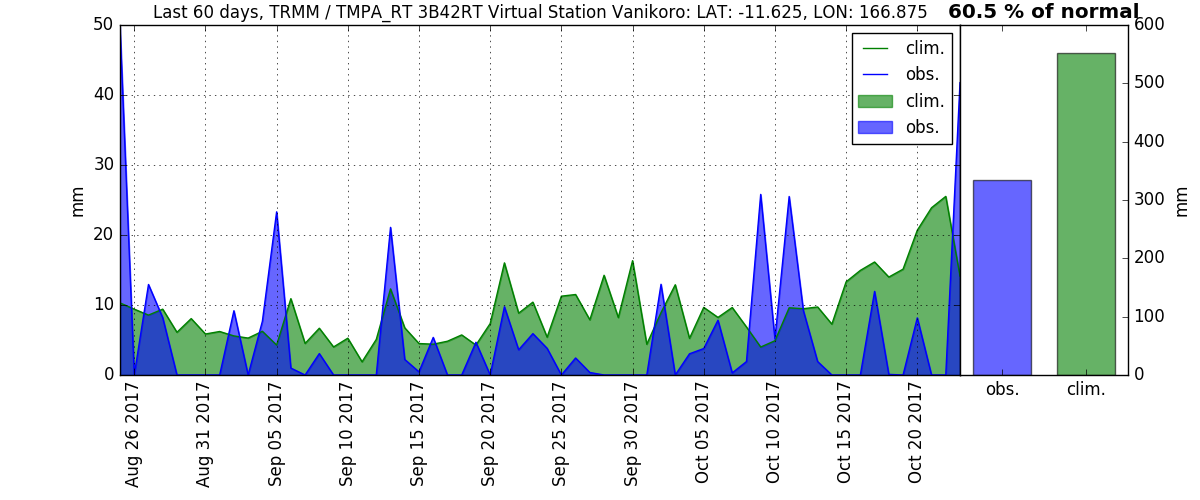 Last 60 days, TRMM / TMPA_RT 3B42RT Virtual Station Vanikoro: LAT: -11.625, LON: 166.875
60.5 % of normal
50
40
30
20
10
0
mm
clim.
obs.
clim.
obs.
600
500
400
300
200
100
0
mm
Aug 26 2017
Aug 31 2017
Sep 05 2017
Sep 10 2017
Sep 15 2017
Sep 20 2017
Sep 25 2017
Sep 30 2017
Oct 05 2017
Oct 10 2017
Oct 15 2017
Oct 20 2017
obs.
clim.